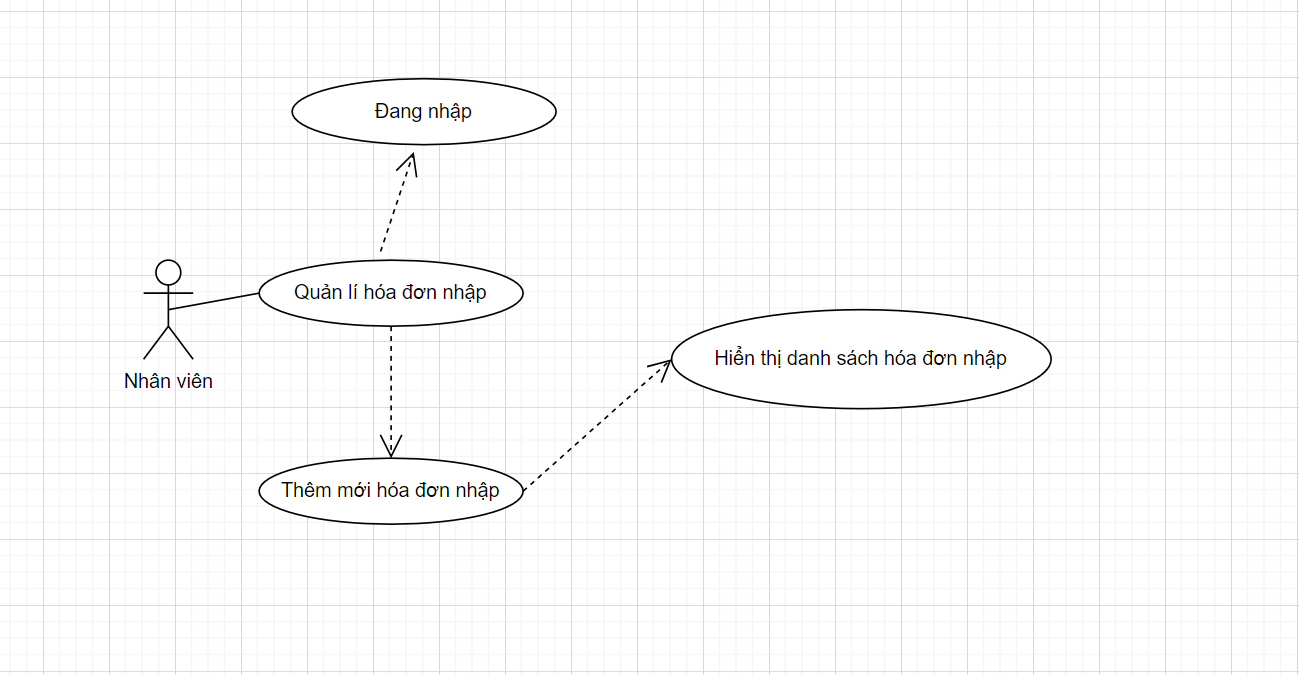 Đang nhập
Quản lí hóa đơn nhập
Hiển thị danh sách hóa đơn nhập
Nhân viên
Thêm mới hóa đơn nhập